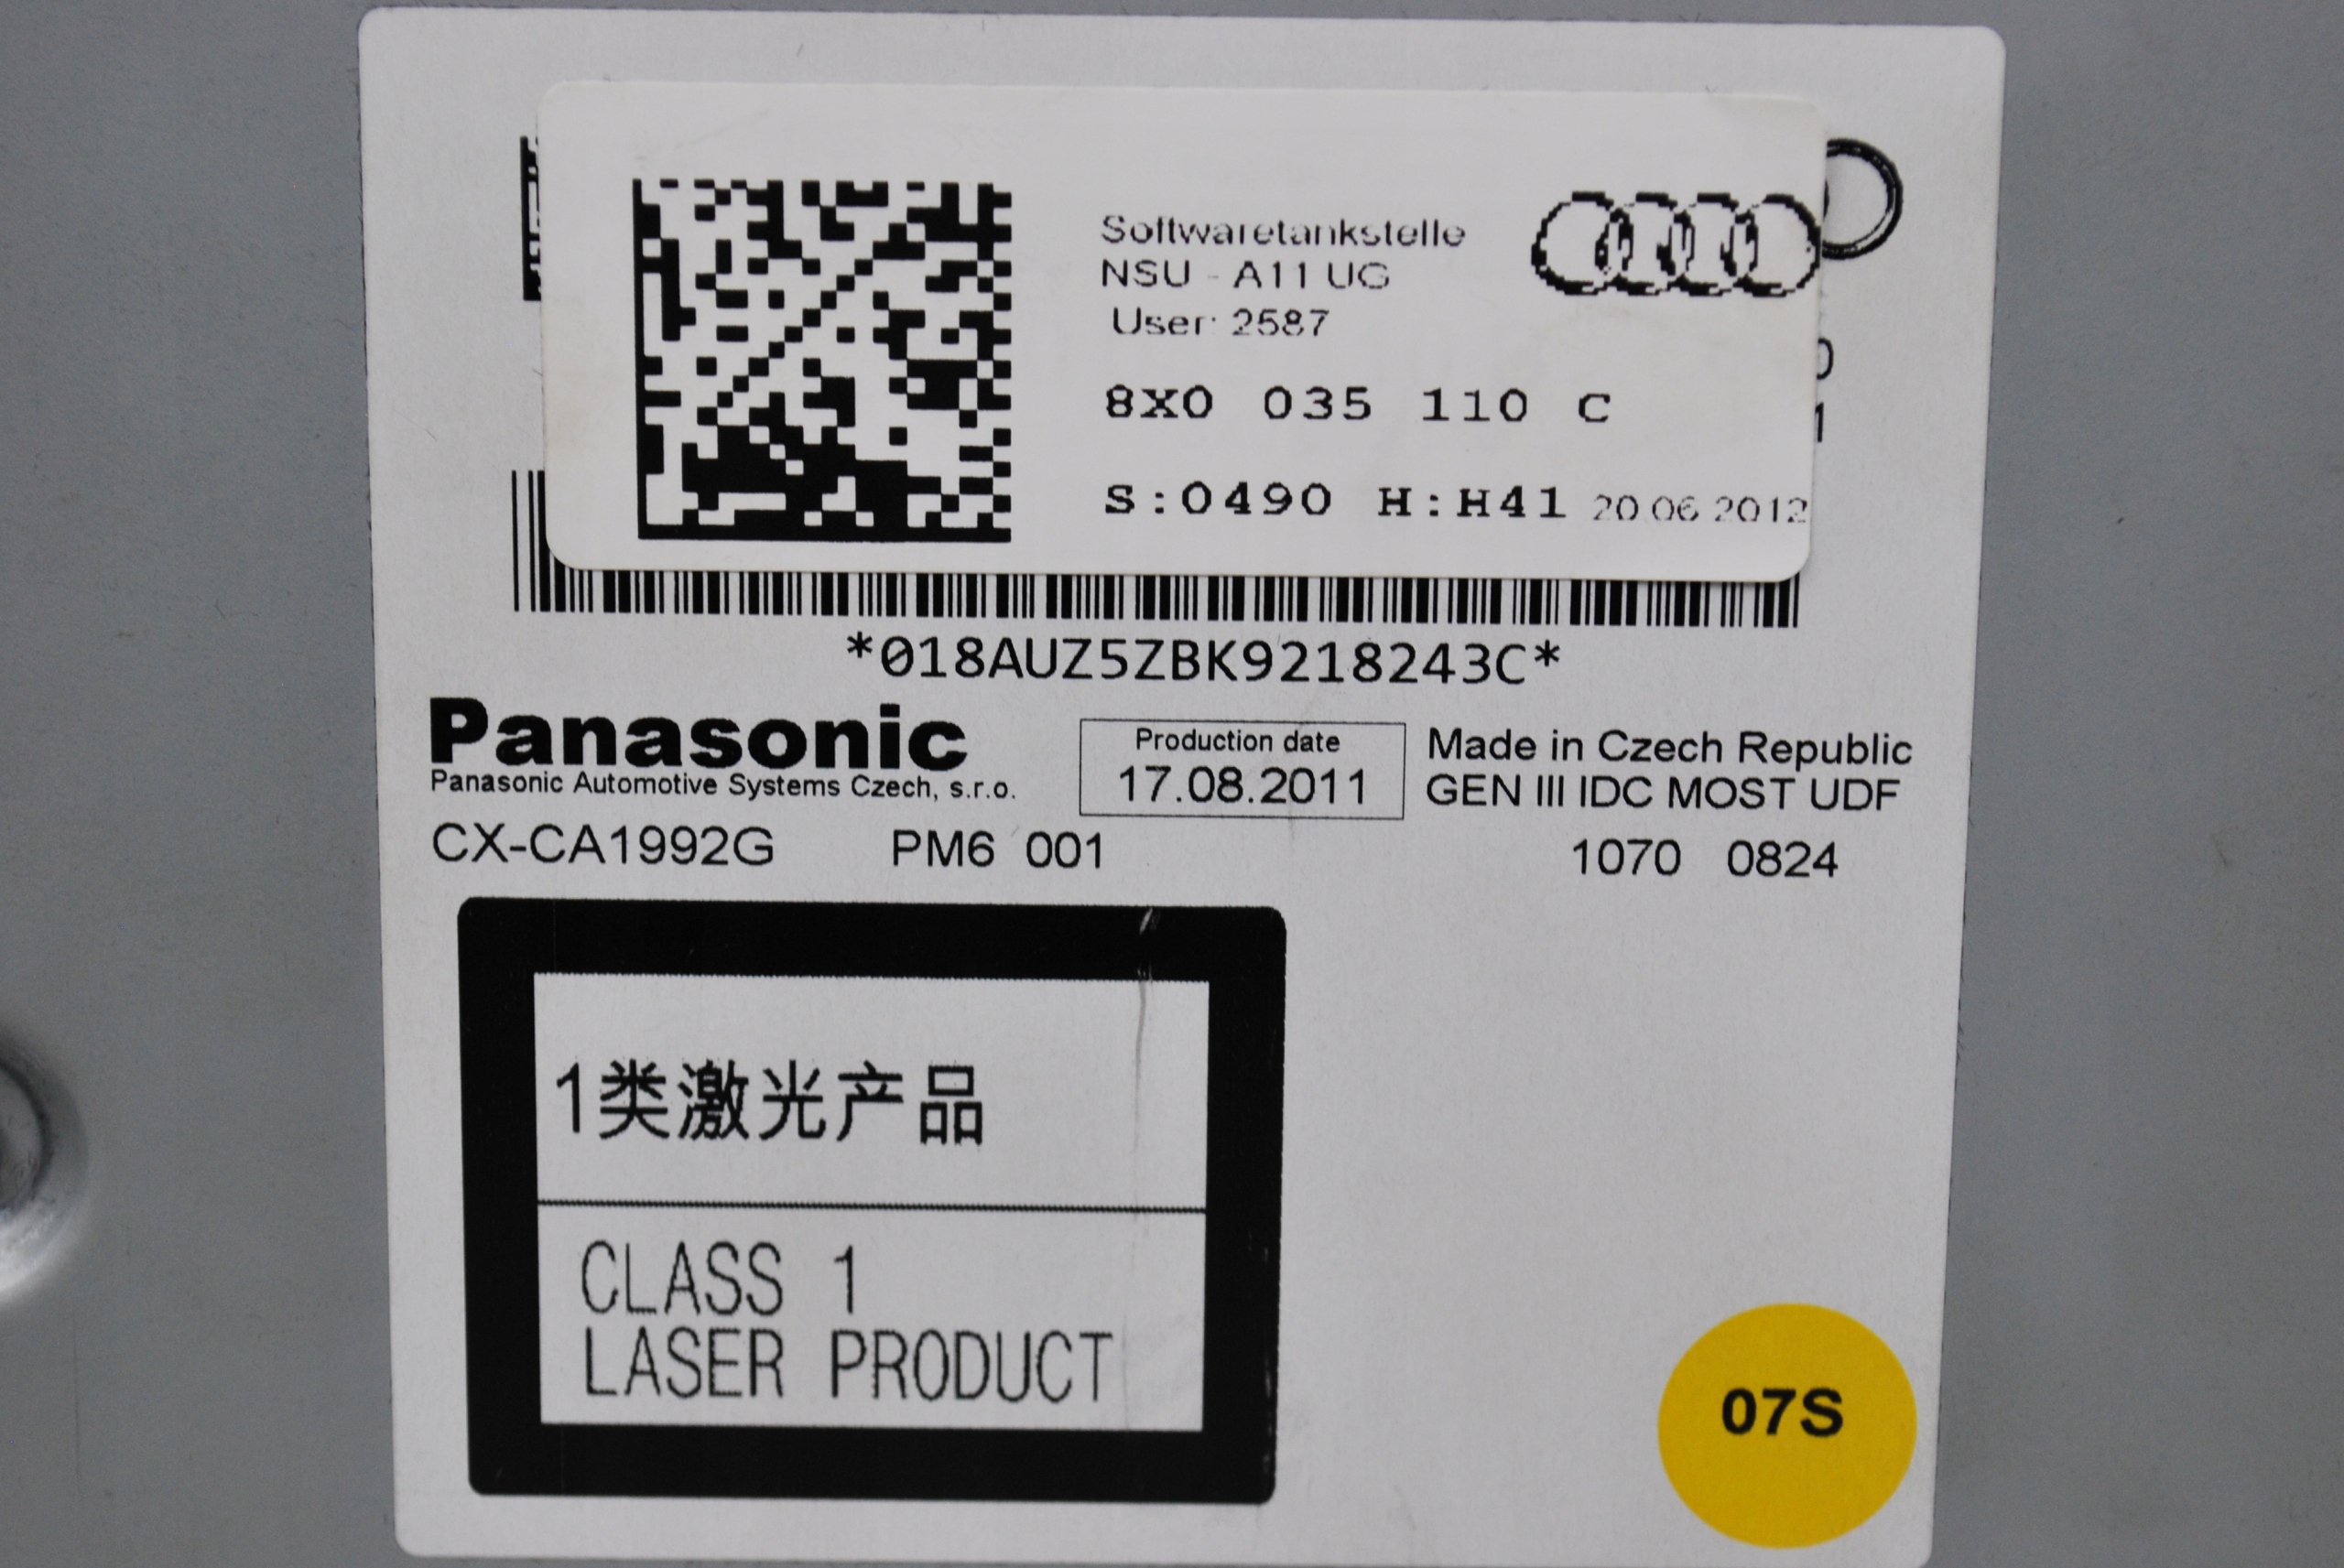 Softwaretankstelle
NSU - A11 UG
User: 2587
8X0 035 110 C
S:0490 H:H41 20.06.2012
0
1
*018AUZ5ZBK9218243C*
Panasonic
Panasonic Automotive Systems Czech, s.r.o.
Production date
17.08.2011
Made in Czech Republic
GEN III IDC MOST UDF
CX-CA1992G PM6 001
1070 0824
1类激光产品
CLASS 1
LASER PRODUCT
07S